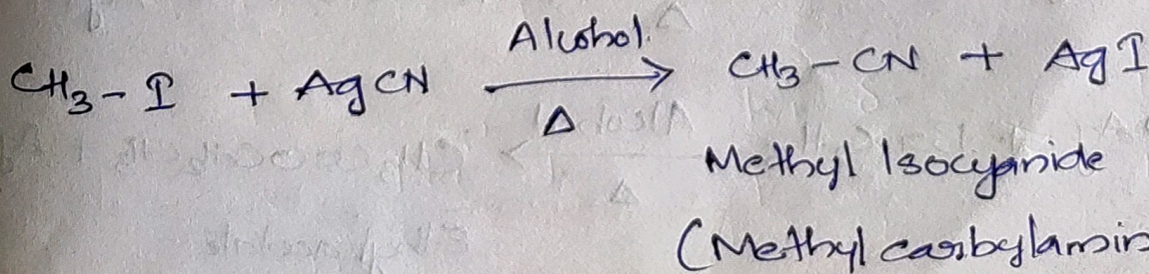 Alcohol.
CH3-I + AgCN → CH3-CN + AgI
Δ
Methyl Isocyanide
(Methyl carbylamin